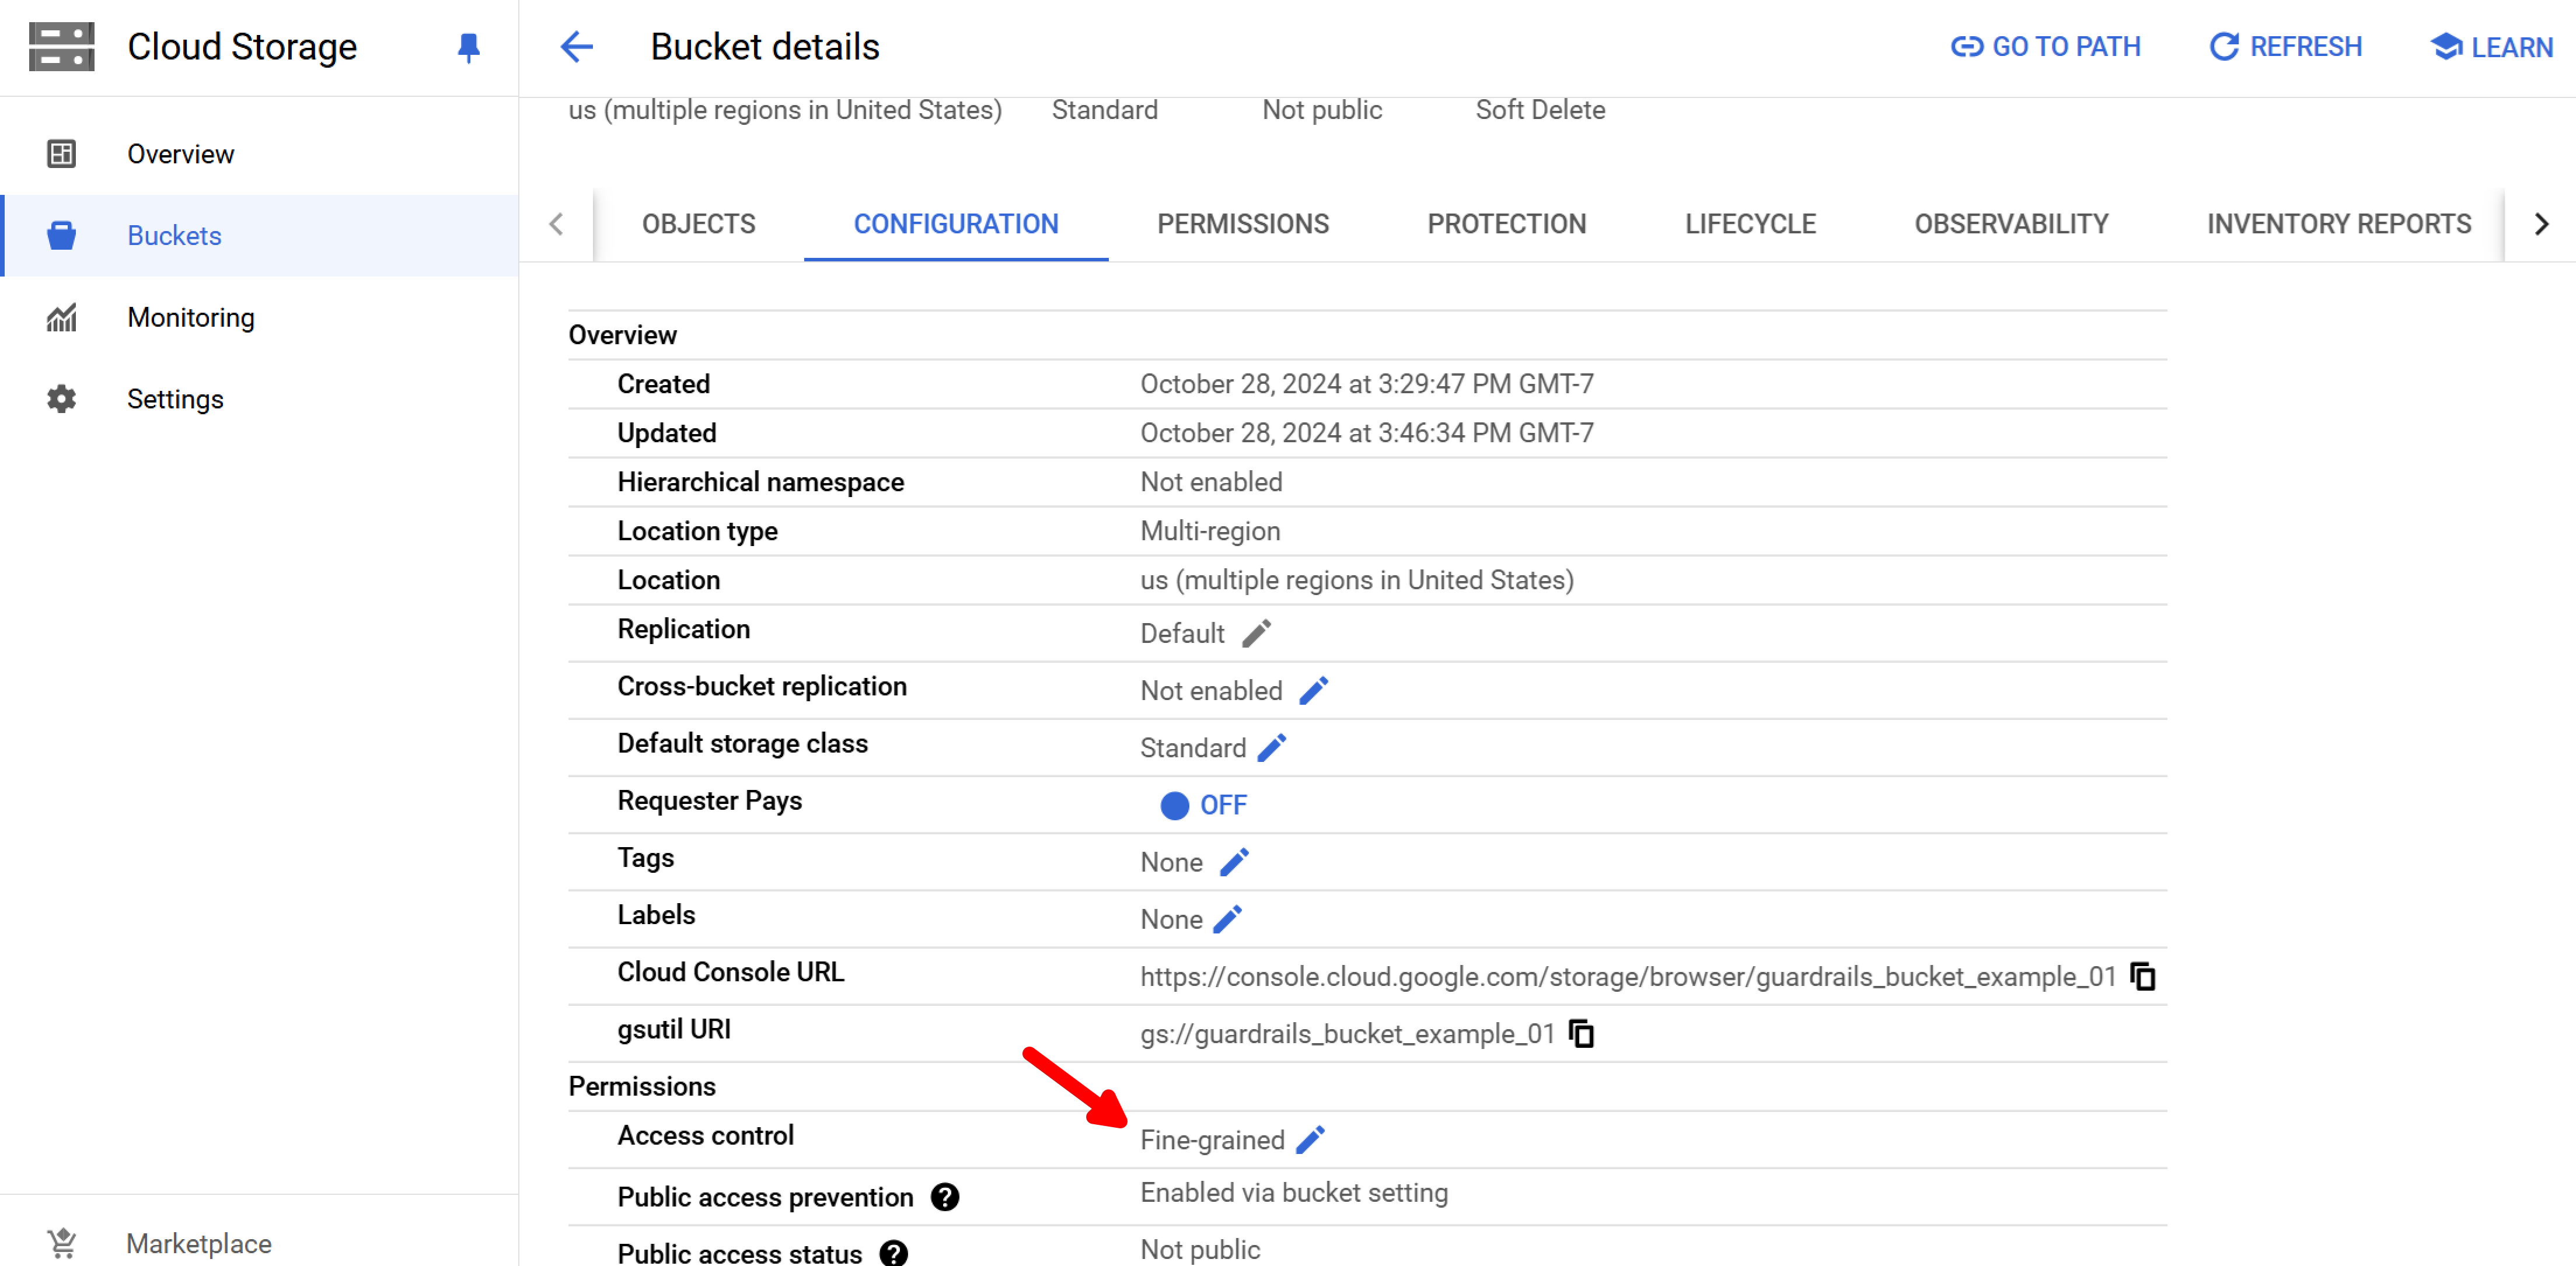 Cloud Storage
Bucket details
GO TO PATH
REFRESH
LEARN
us (multiple regions in United States) Standard Not public Soft Delete
Overview
Buckets
Monitoring
Settings
Marketplace
OBJECTS CONFIGURATION PERMISSIONS PROTECTION LIFECYCLE OBSERVABILITY INVENTORY REPORTS
Overview
Created October 28, 2024 at 3:29:47 PM GMT-7
Updated October 28, 2024 at 3:46:34 PM GMT-7
Hierarchical namespace Not enabled
Location type Multi-region
Location us (multiple regions in United States)
Replication Default
Cross-bucket replication Not enabled
Default storage class Standard
Requester Pays OFF
Tags None
Labels None
Cloud Console URL https://console.cloud.google.com/storage/browser/guardrails_bucket_example_01
gsutil URI gs://guardrails_bucket_example_01
Permissions
Access control Fine-grained
Public access prevention ? Enabled via bucket setting
Public access status ? Not public